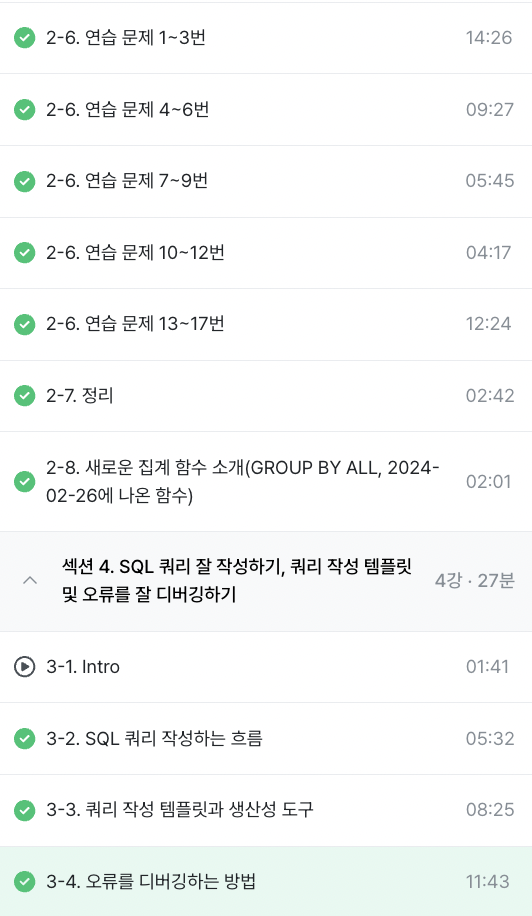 2-6. 연습 문제 1~3번 14:26
2-6. 연습 문제 4~6번 09:27
2-6. 연습 문제 7~9번 05:45
2-6. 연습 문제 10~12번 04:17
2-6. 연습 문제 13~17번 12:24
2-7. 정리 02:42
2-8. 새로운 집계 함수 소개(GROUP BY ALL, 2024-
02-26에 나온 함수) 02:01
섹션 4. SQL 쿼리 잘 작성하기, 쿼리 작성 템플릿
및 오류를 잘 디버깅하기 4강 · 27분
3-1. Intro 01:41
3-2. SQL 쿼리 작성하는 흐름 05:32
3-3. 쿼리 작성 템플릿과 생산성 도구 08:25
3-4. 오류를 디버깅하는 방법 11:43